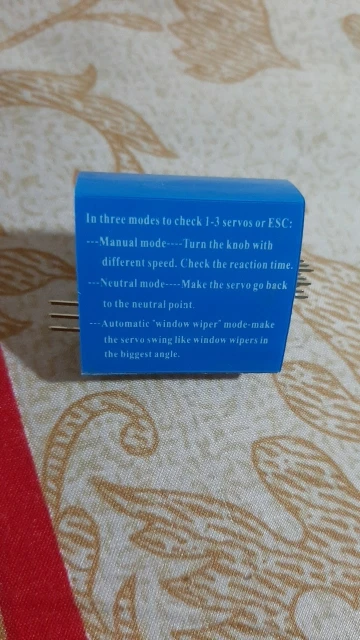 In three modes to check 1-3 servos or ESC:
---Manual mode----Turn the knob with
different speed. Check the reaction time.
---Neutral mode----Make the servo go back
to the neutral point.
---Automatic "window wiper" mode-make
the servo swing like window wipers in
the biggest angle.